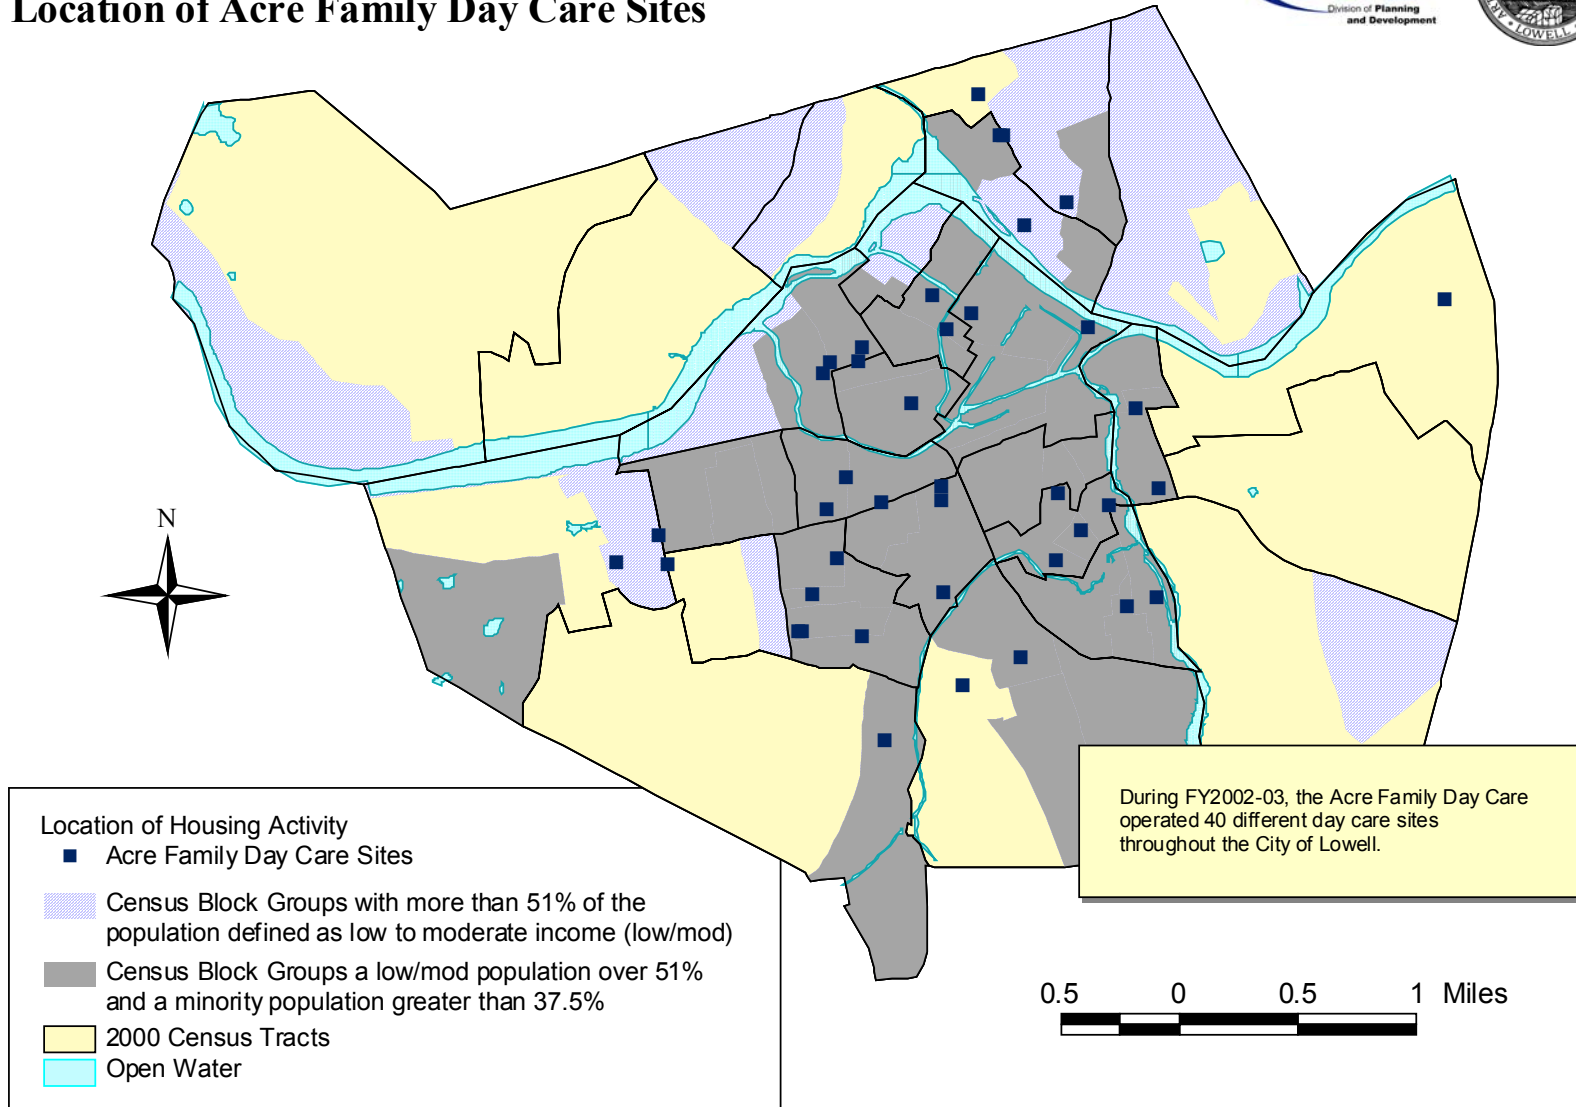 Location of Acre Family Day Care Sites
Division of Planning
and Development
LOWELL
N
Location of Housing Activity
Acre Family Day Care Sites
Census Block Groups with more than 51% of the
population defined as low to moderate income (low/mod)
Census Block Groups a low/mod population over 51%
and a minority population greater than 37.5%
2000 Census Tracts
Open Water
During FY2002-03, the Acre Family Day Care
operated 40 different day care sites
throughout the City of Lowell.
0.5 0 0.5 1 Miles